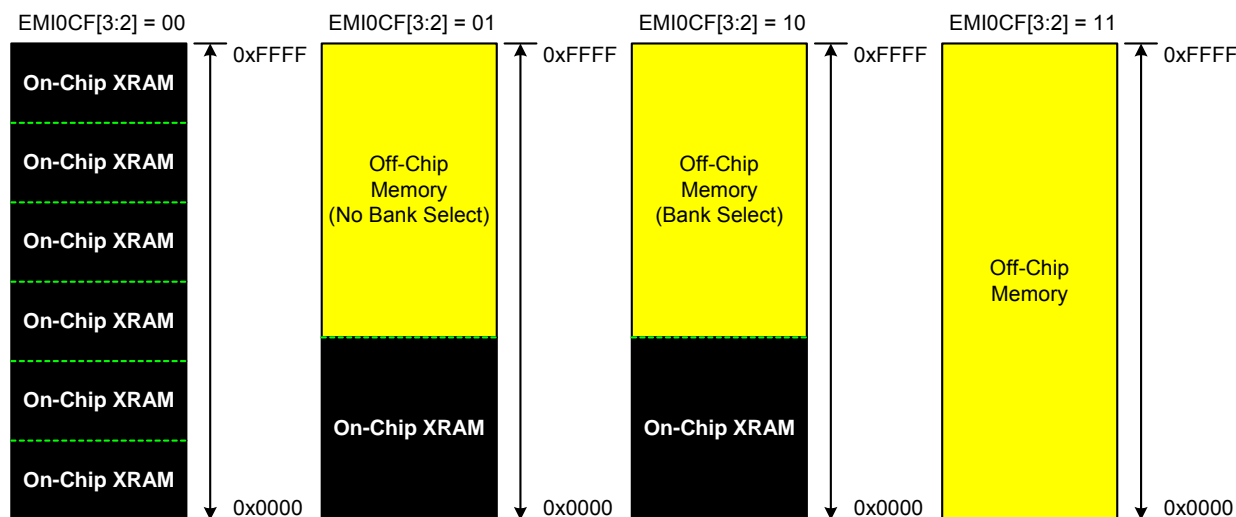 EMI0CF[3:2] = 00
0xFFFF
On-Chip XRAM
On-Chip XRAM
On-Chip XRAM
On-Chip XRAM
On-Chip XRAM
On-Chip XRAM
0x0000
EMI0CF[3:2] = 01
0xFFFF
Off-Chip
Memory
(No Bank Select)
On-Chip XRAM
0x0000
EMI0CF[3:2] = 10
0xFFFF
Off-Chip
Memory
(Bank Select)
On-Chip XRAM
0x0000
EMI0CF[3:2] = 11
0xFFFF
Off-Chip
Memory
0x0000